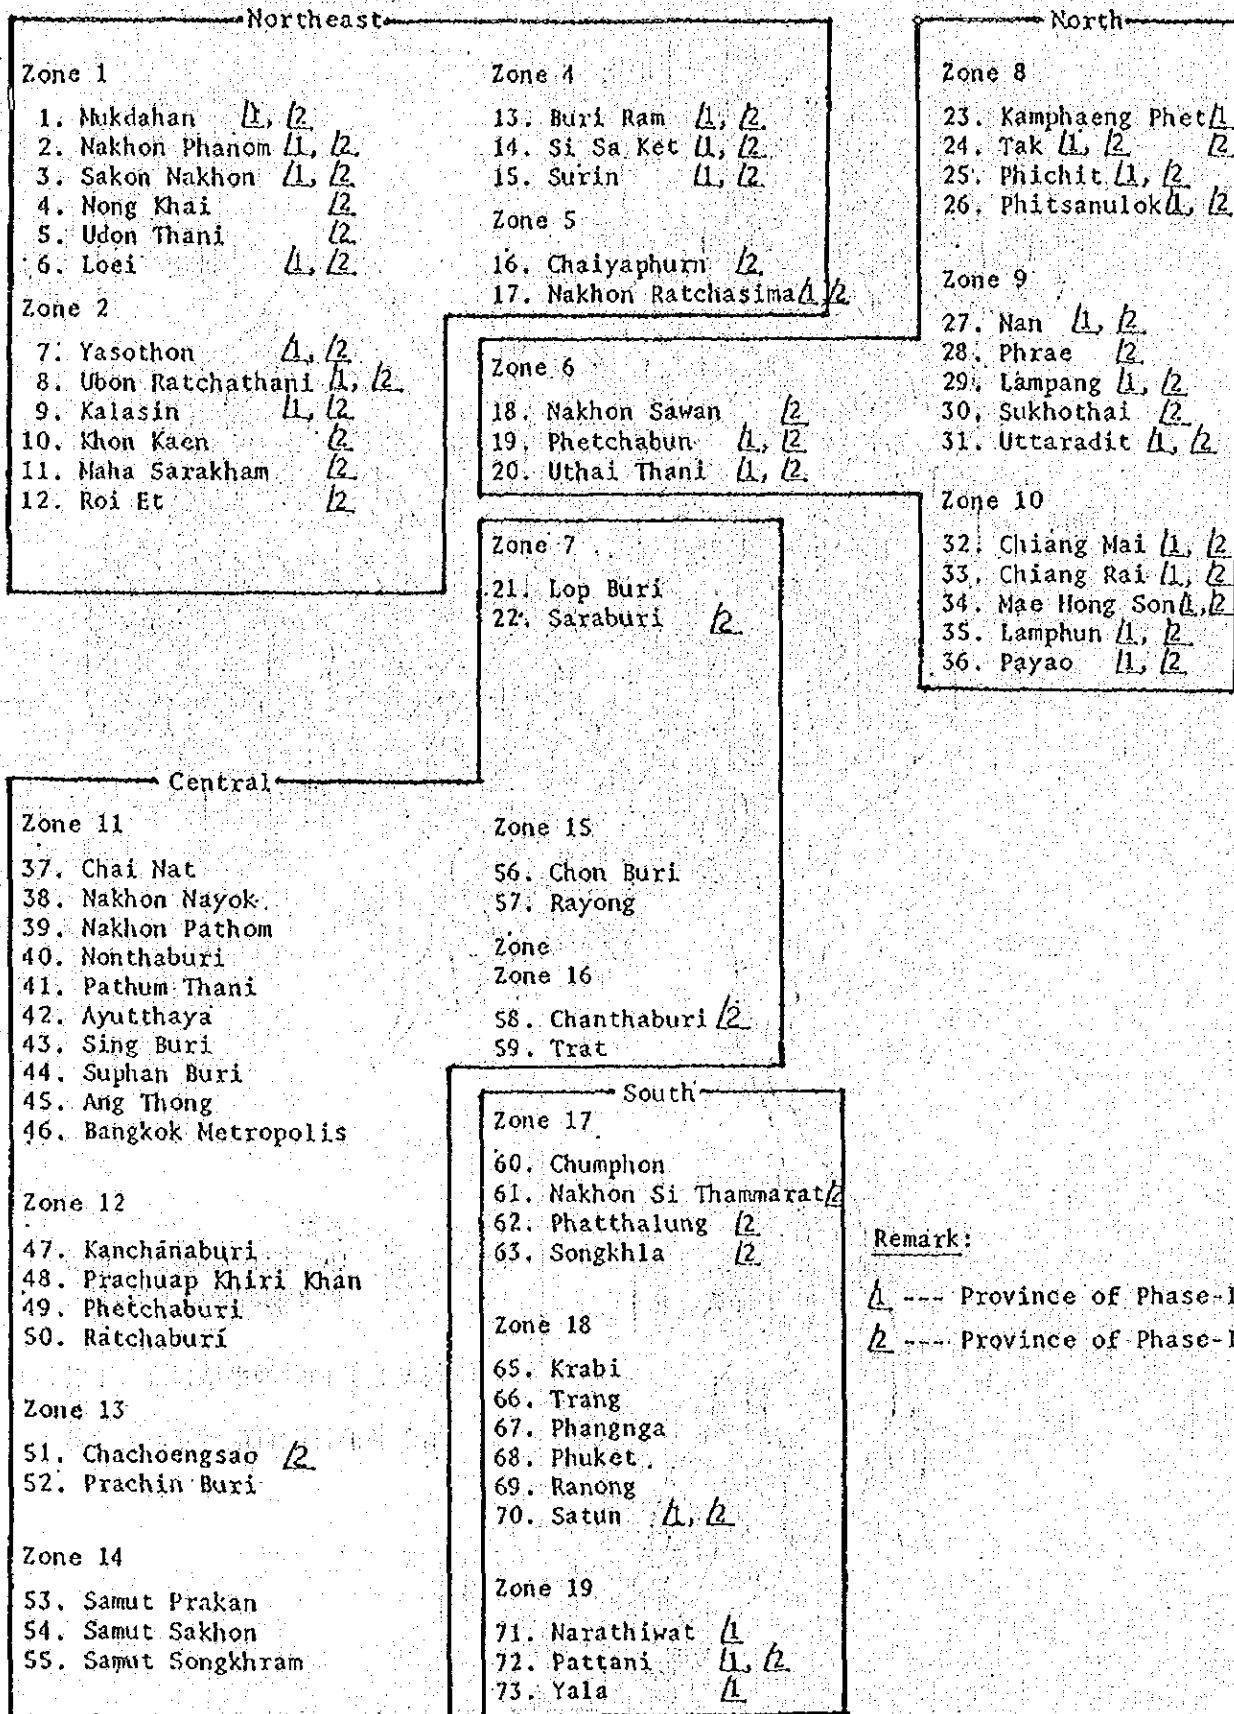 Northeast
Zone 1
1. Mukdahan /1, /2
2. Nakhon Phanom /1, /2
3. Sakon Nakhon /1, /2
4. Nong Khai /2
5. Udon Thani /2
6. Loei /1, /2
Zone 2
7. Yasothon /1, /2
8. Ubon Ratchathani /1, /2
9. Kalasin /1, /2
10. Khon Kaen /2
11. Maha Sarakham /2
12. Roi Et /2
Zone 4
13. Buri Ram /1, /2
14. Si Sa Ket /1, /2
15. Surin /1, /2
Zone 5
16. Chaiyaphum /2
17. Nakhon Ratchasima /1 /2
North
Zone 6
18. Nakhon Sawan /2
19. Phetchabun /1, /2
20. Uthai Thani /1, /2
Zone 8
23. Kamphaeng Phet /1
24. Tak /1, /2 /2
25. Phichit /1, /2
26. Phitsanulok /1, /2
Zone 9
27. Nan /1, /2
28. Phrae /2
29. Lampang /1, /2
30. Sukhothai /2
31. Uttaradit /1, /2
Zone 10
32. Chiang Mai /1, /2
33. Chiang Rai /1, /2
34. Mae Hong Son /1, /2
35. Lamphun /1, /2
36. Payao /1, /2
Zone 7
21. Lop Buri
22. Saraburi /2
Central
Zone 11
37. Chai Nat
38. Nakhon Nayok
39. Nakhon Pathom
40. Nonthaburi
41. Pathum Thani
42. Ayutthaya
43. Sing Buri
44. Suphan Buri
45. Ang Thong
46. Bangkok Metropolis
Zone 12
47. Kanchanaburi
48. Prachuap Khiri Khan
49. Phetchaburi
50. Ratchaburi
Zone 13
51. Chachoengsao /2
52. Prachin Buri
Zone 14
53. Samut Prakan
54. Samut Sakhon
55. Samut Songkhram
Zone 15
56. Chon Buri
57. Rayong
Zone
Zone 16
58. Chanthaburi /2
59. Trat
South
Zone 17
60. Chumphon
61. Nakhon Si Thammarat /2
62. Phatthalung /2
63. Songkhla /2
Zone 18
65. Krabi
66. Trang
67. Phangnga
68. Phuket
69. Ranong
70. Satun /1, /2
Zone 19
71. Narathiwat /1
72. Pattani /1, /2
73. Yala /1
Remark:
/1 --- Province of Phase-I
/2 --- Province of Phase-I